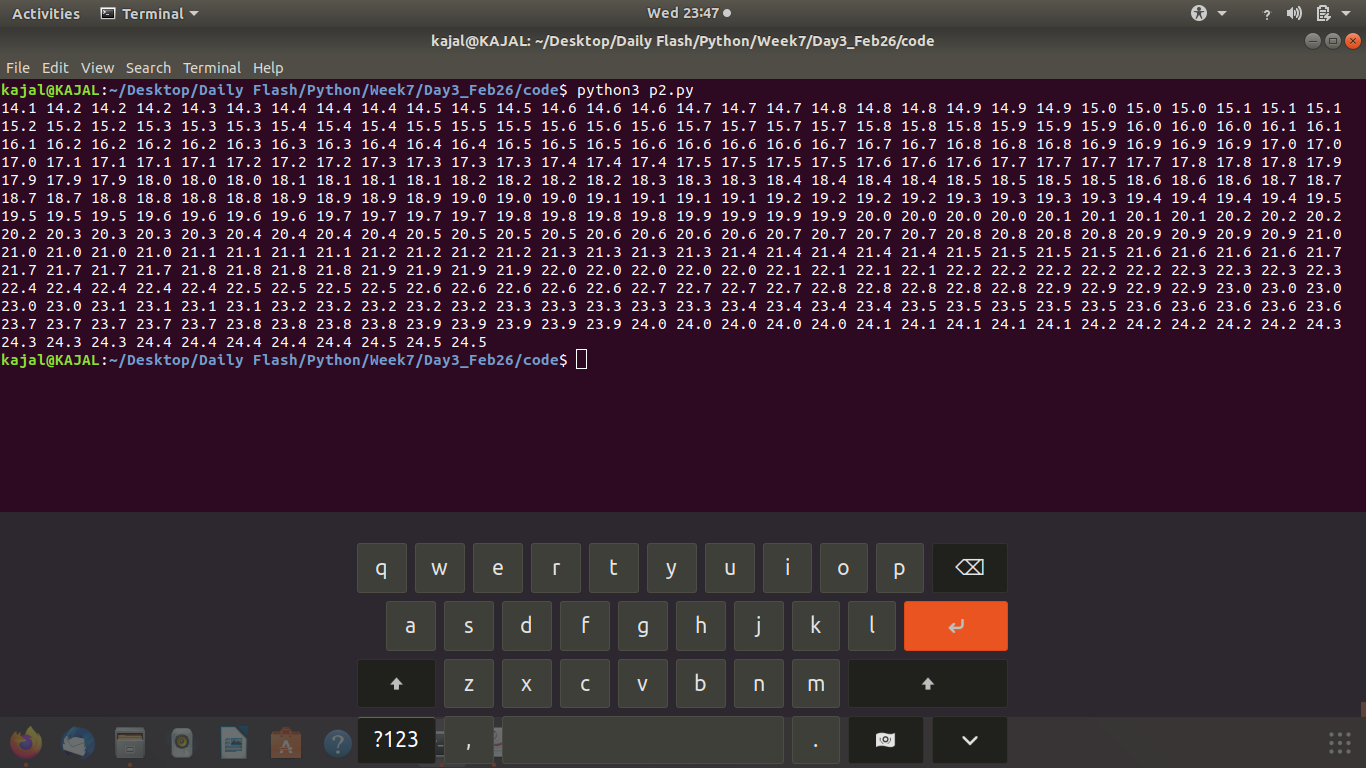 Activities Terminal Wed 23:47 ?
kajal@KAJAL: ~/Desktop/Daily Flash/Python/Week7/Day3_Feb26/code
File Edit View Search Terminal Help
kajal@KAJAL:~/Desktop/Daily Flash/Python/Week7/Day3_Feb26/code$ python3 p2.py
14.1 14.2 14.2 14.2 14.3 14.3 14.4 14.4 14.4 14.5 14.5 14.5 14.6 14.6 14.6 14.7 14.7 14.7 14.8 14.8 14.8 14.9 14.9 14.9 15.0 15.0 15.0 15.1 15.1 15.1
15.2 15.2 15.2 15.3 15.3 15.3 15.4 15.4 15.4 15.5 15.5 15.5 15.6 15.6 15.6 15.7 15.7 15.7 15.7 15.8 15.8 15.8 15.9 15.9 15.9 16.0 16.0 16.0 16.1 16.1
16.1 16.2 16.2 16.2 16.2 16.3 16.3 16.3 16.4 16.4 16.4 16.5 16.5 16.5 16.6 16.6 16.6 16.6 16.7 16.7 16.7 16.8 16.8 16.8 16.9 16.9 16.9 16.9 17.0 17.0
17.0 17.1 17.1 17.1 17.1 17.2 17.2 17.2 17.3 17.3 17.3 17.3 17.4 17.4 17.4 17.5 17.5 17.5 17.5 17.6 17.6 17.6 17.7 17.7 17.7 17.7 17.8 17.8 17.8 17.9
17.9 17.9 17.9 18.0 18.0 18.0 18.1 18.1 18.1 18.1 18.2 18.2 18.2 18.2 18.3 18.3 18.3 18.4 18.4 18.4 18.4 18.5 18.5 18.5 18.5 18.6 18.6 18.6 18.7 18.7
18.7 18.7 18.8 18.8 18.8 18.8 18.9 18.9 18.9 18.9 19.0 19.0 19.0 19.1 19.1 19.1 19.1 19.2 19.2 19.2 19.2 19.3 19.3 19.3 19.3 19.4 19.4 19.4 19.4 19.5
19.5 19.5 19.5 19.6 19.6 19.6 19.6 19.7 19.7 19.7 19.7 19.8 19.8 19.8 19.8 19.9 19.9 19.9 19.9 20.0 20.0 20.0 20.0 20.1 20.1 20.1 20.1 20.2 20.2 20.2
20.2 20.3 20.3 20.3 20.3 20.4 20.4 20.4 20.4 20.5 20.5 20.5 20.5 20.6 20.6 20.6 20.6 20.7 20.7 20.7 20.7 20.8 20.8 20.8 20.8 20.9 20.9 20.9 20.9 21.0
21.0 21.0 21.0 21.0 21.1 21.1 21.1 21.1 21.2 21.2 21.2 21.2 21.3 21.3 21.3 21.3 21.4 21.4 21.4 21.4 21.4 21.5 21.5 21.5 21.5 21.6 21.6 21.6 21.6 21.7
21.7 21.7 21.7 21.7 21.8 21.8 21.8 21.8 21.9 21.9 21.9 21.9 22.0 22.0 22.0 22.0 22.0 22.1 22.1 22.1 22.1 22.2 22.2 22.2 22.2 22.2 22.3 22.3 22.3 22.3
22.4 22.4 22.4 22.4 22.4 22.5 22.5 22.5 22.5 22.6 22.6 22.6 22.6 22.6 22.7 22.7 22.7 22.7 22.8 22.8 22.8 22.8 22.8 22.9 22.9 22.9 22.9 23.0 23.0 23.0
23.0 23.0 23.1 23.1 23.1 23.1 23.2 23.2 23.2 23.2 23.2 23.3 23.3 23.3 23.3 23.3 23.4 23.4 23.4 23.4 23.5 23.5 23.5 23.5 23.5 23.6 23.6 23.6 23.6 23.6
23.7 23.7 23.7 23.7 23.7 23.8 23.8 23.8 23.8 23.9 23.9 23.9 23.9 23.9 24.0 24.0 24.0 24.0 24.0 24.1 24.1 24.1 24.1 24.1 24.2 24.2 24.2 24.2 24.2 24.3
24.3 24.3 24.3 24.4 24.4 24.4 24.4 24.4 24.5 24.5 24.5
kajal@KAJAL:~/Desktop/Daily Flash/Python/Week7/Day3_Feb26/code$
q w e r t y u i o p
a s d f g h j k l
z x c v b n m
?123 , .